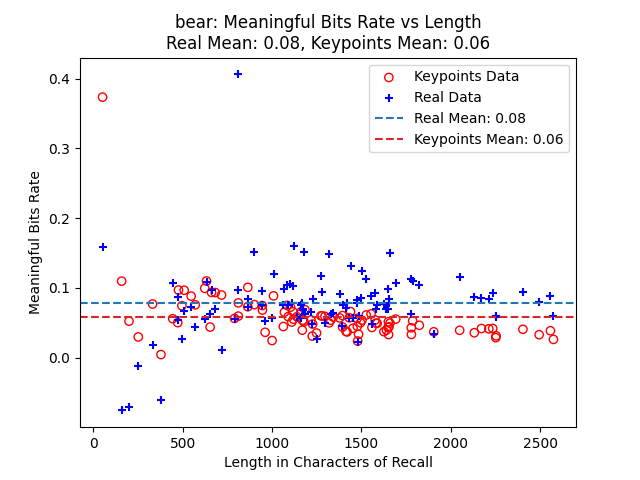 bear: Meaningful Bits Rate vs Length
Real Mean: 0.08, Keypoints Mean: 0.06
Keypoints Data
Real Data
Real Mean: 0.08
Keypoints Mean: 0.06
Meaningful Bits Rate
0.4
0.3
0.2
0.1
0.0
0 500 1000 1500 2000 2500
Length in Characters of Recall